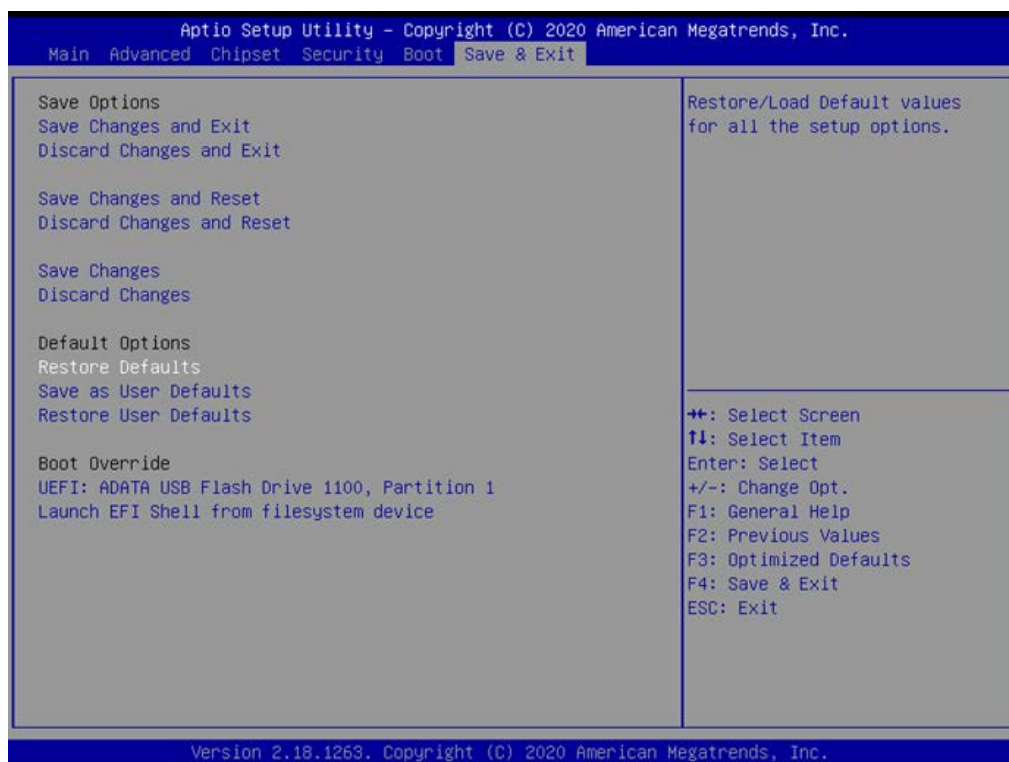 Aptio Setup Utility – Copyright (C) 2020 American Megatrends, Inc.
Main Advanced Chipset Security Boot Save & Exit
Save Options
Save Changes and Exit
Discard Changes and Exit
Save Changes and Reset
Discard Changes and Reset
Save Changes
Discard Changes
Default Options
Restore Defaults
Save as User Defaults
Restore User Defaults
Boot Override
UEFI: ADATA USB Flash Drive 1100, Partition 1
Launch EFI Shell from filesystem device
Restore/Load Default values
for all the setup options.
→←: Select Screen
↑↓: Select Item
Enter: Select
+/-: Change Opt.
F1: General Help
F2: Previous Values
F3: Optimized Defaults
F4: Save & Exit
ESC: Exit
Version 2.18.1263. Copyright (C) 2020 American Megatrends, Inc.